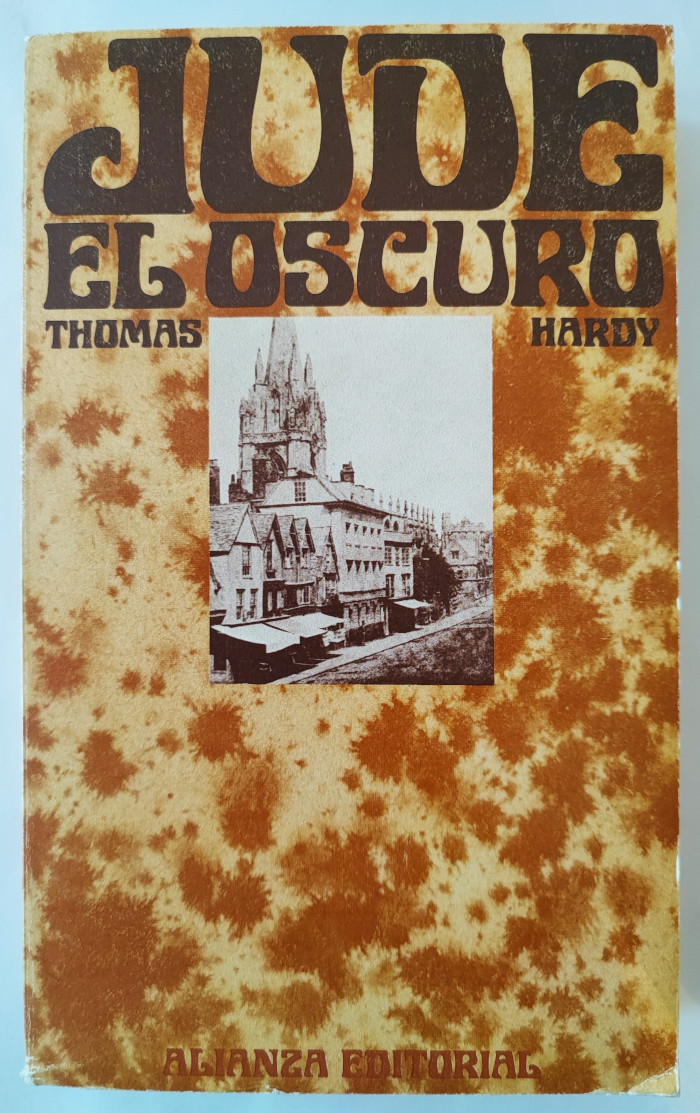 JUDE
EL OSCURO
THOMAS HARDY
ALIANZA EDITORIAL